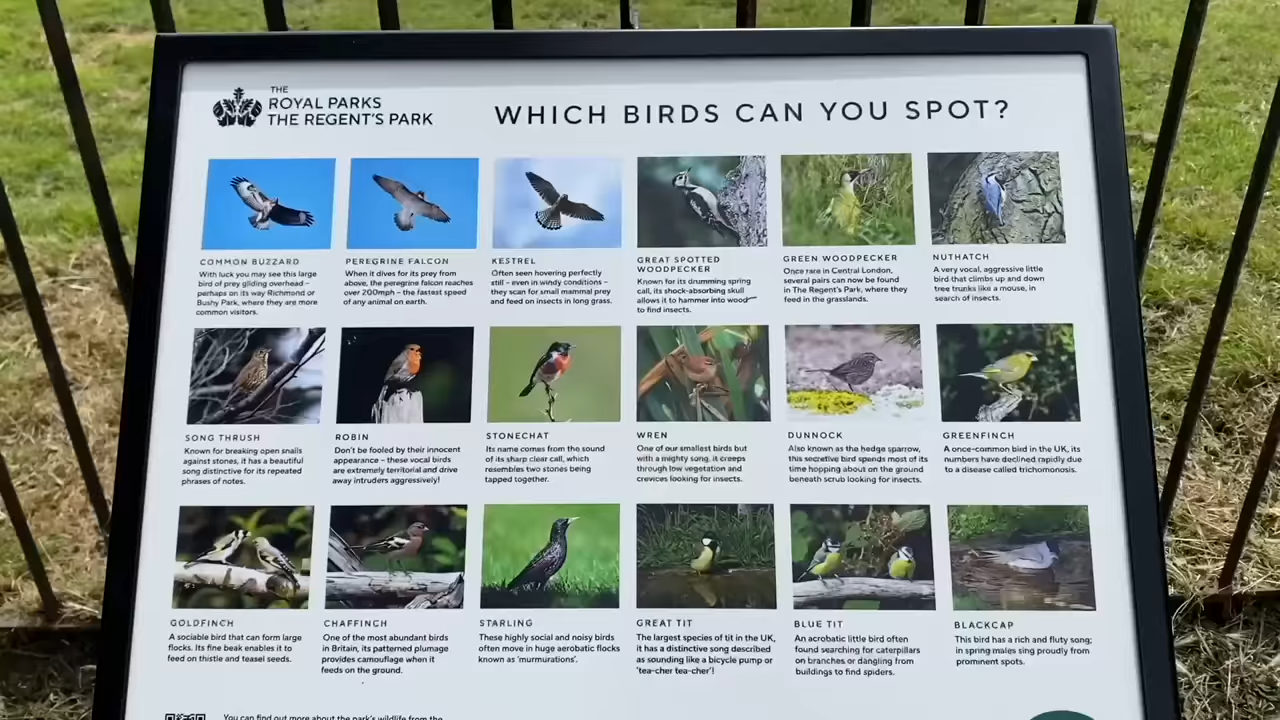 THE
ROYAL PARKS
THE REGENT'S PARK
WHICH BIRDS CAN YOU SPOT?
COMMON BUZZARD
With luck you may see this large
bird of prey gliding overhead –
perhaps on its way Richmond or
Bushy Park, where they are more
common visitors.
PEREGRINE FALCON
When it dives for its prey from
above, the peregrine falcon reaches
over 200mph – the fastest speed
of any animal on earth.
KESTREL
Often seen hovering perfectly
still – even in windy conditions –
they scan for small mammal prey
and feed on insects in long grass.
GREAT SPOTTED
WOODPECKER
Known for its drumming spring
call, its shock-absorbing skull
allows it to hammer into wood
to find insects.
GREEN WOODPECKER
Once rare in Central London,
several pairs can now be found
in The Regent's Park, where they
feed in the grasslands.
NUTHATCH
A very vocal, aggressive little
bird that climbs up and down
tree trunks like a mouse, in
search of insects.
SONG THRUSH
Known for breaking open snails
against stones, it has a beautiful
song distinctive for its repeated
phrases of notes.
ROBIN
Don't be fooled by their innocent
appearance – these vocal birds
are extremely territorial and drive
away intruders aggressively!
STONECHAT
Its name comes from the sound
of its sharp clear call, which
resembles two stones being
tapped together.
WREN
One of our smallest birds but
with a mighty song, it creeps
through low vegetation and
crevices looking for insects.
DUNNOCK
Also known as the hedge sparrow,
this secretive bird spends most of its
time hopping about on the ground
beneath scrub looking for insects.
GREENFINCH
A once-common bird in the UK, its
numbers have declined rapidly due
to a disease called trichomonosis.
GOLDFINCH
A sociable bird that can form large
flocks. Its fine beak enables it to
feed on thistle and teasel seeds.
CHAFFINCH
One of the most abundant birds
in Britain, its patterned plumage
provides camouflage when it
feeds on the ground.
STARLING
These highly social and noisy birds
often move in huge aerobatic flocks
known as 'murmurations'.
GREAT TIT
The largest species of tit in the UK,
it has a distinctive song described
as sounding like a bicycle pump or
'tea-cher tea-cher'!
BLUE TIT
An acrobatic little bird often
found searching for caterpillars
on branches or dangling from
buildings to find spiders.
BLACKCAP
This bird has a rich and fluty song;
in spring males sing proudly from
prominent spots.
You can find out more about the park's wildlife from the